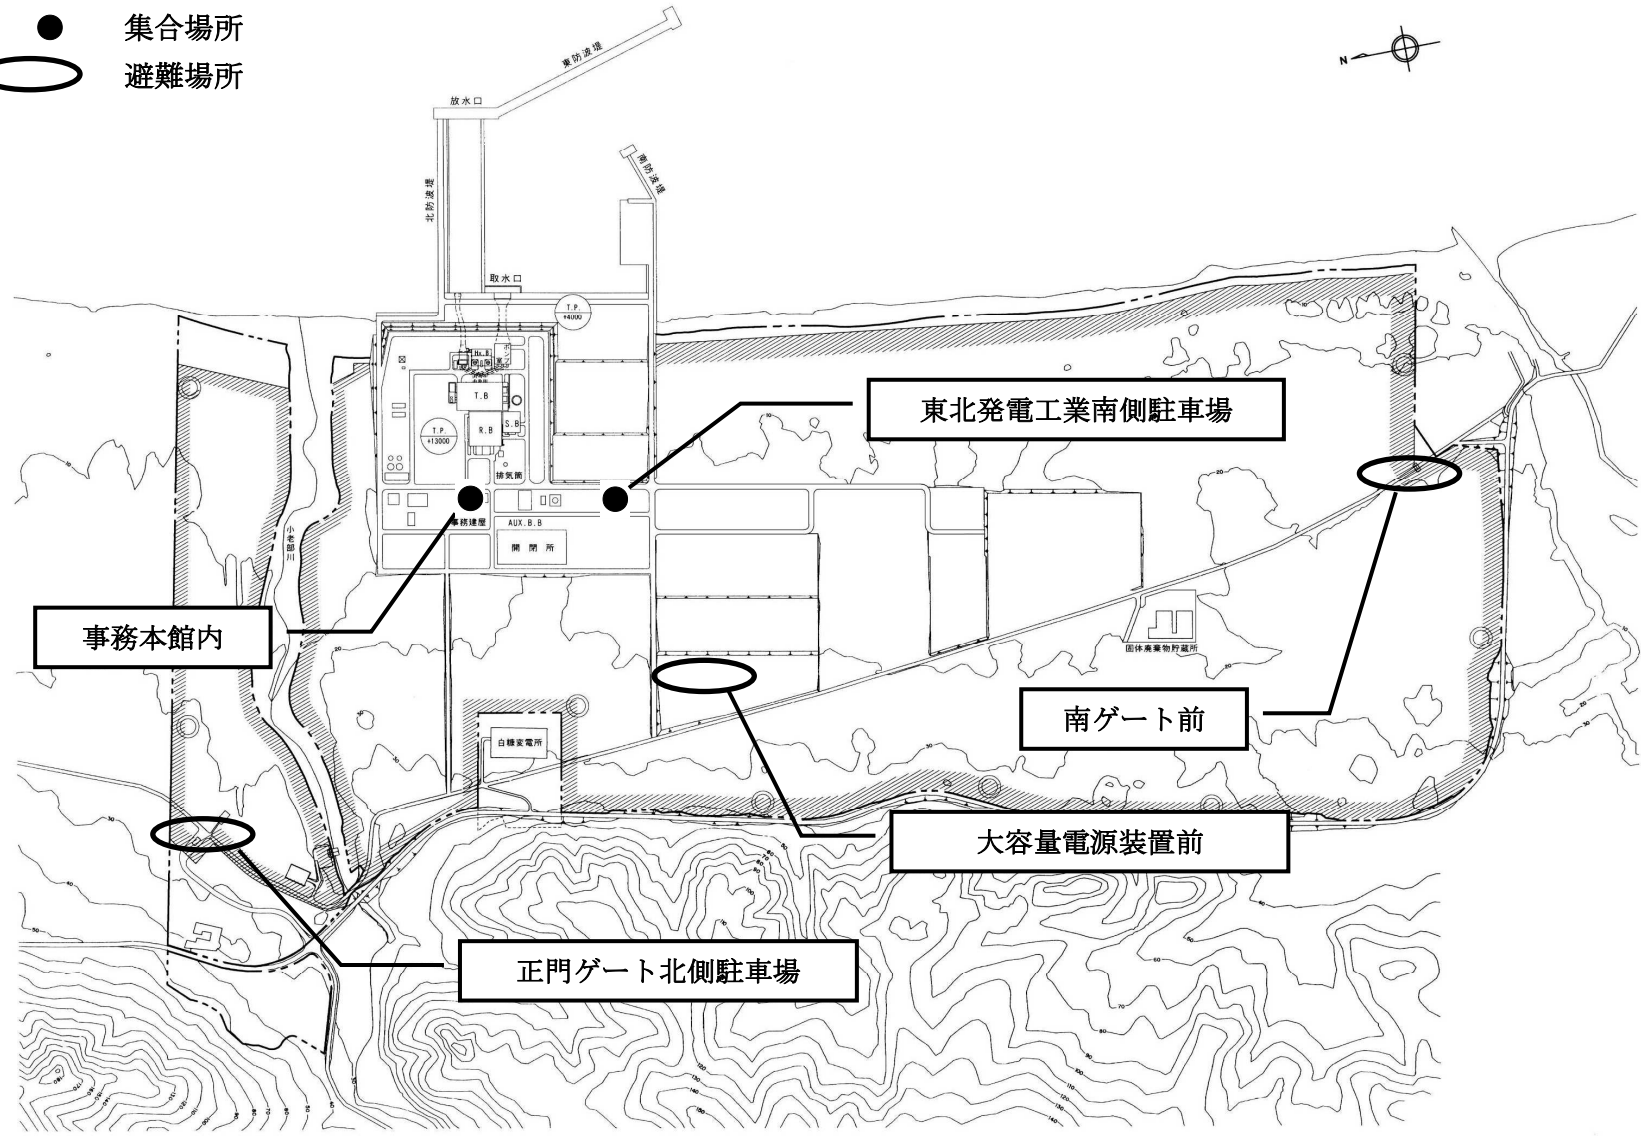 集合場所
避難場所
N
東防波堤
放水口
南防波堤
北防波堤
取水口
T.P.
+4000
Hx.B
T.B
R.B
S.B
T.P.
+13000
排気筒
東北発電工業南側駐車場
事務建屋
AUX.B.B
開閉所
小老部川
事務本館内
固体廃棄物貯蔵所
南ゲート前
白糠変電所
大容量電源装置前
正門ゲート北側駐車場